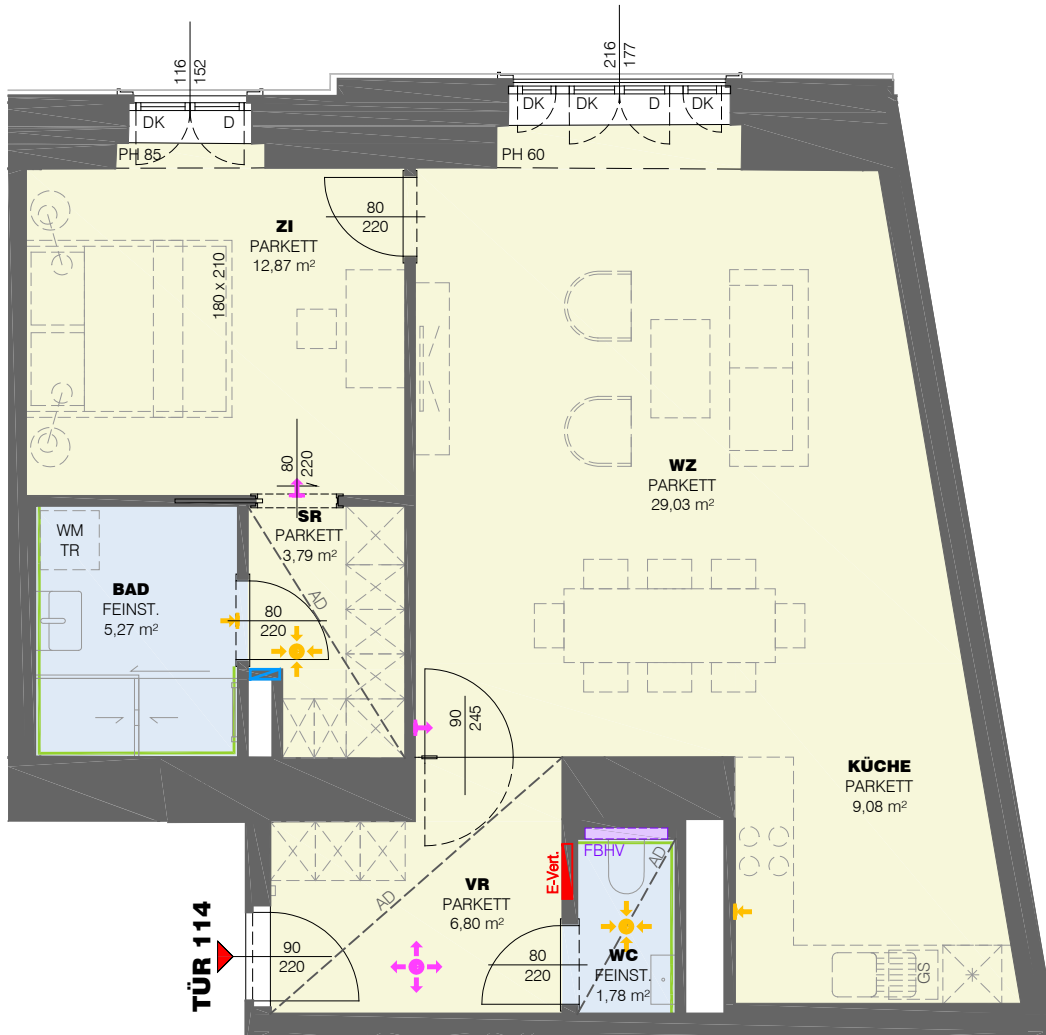 116
152
216
177
DK
D
DK
DK
D
DK
PH 85
PH 60
80
220
ZI
PARKETT
12,87 m²
180 x 210
80
220
WZ
PARKETT
29,03 m²
SR
PARKETT
3,79 m²
WM
TR
BAD
FEINST.
5,27 m²
AD
80
220
90
245
KÜCHE
PARKETT
9,08 m²
FBHV
E-Vert.
AD
AD
VR
PARKETT
6,80 m²
TÜR 114
90
220
80
220
WC
FEINST.
1,78 m²
GS